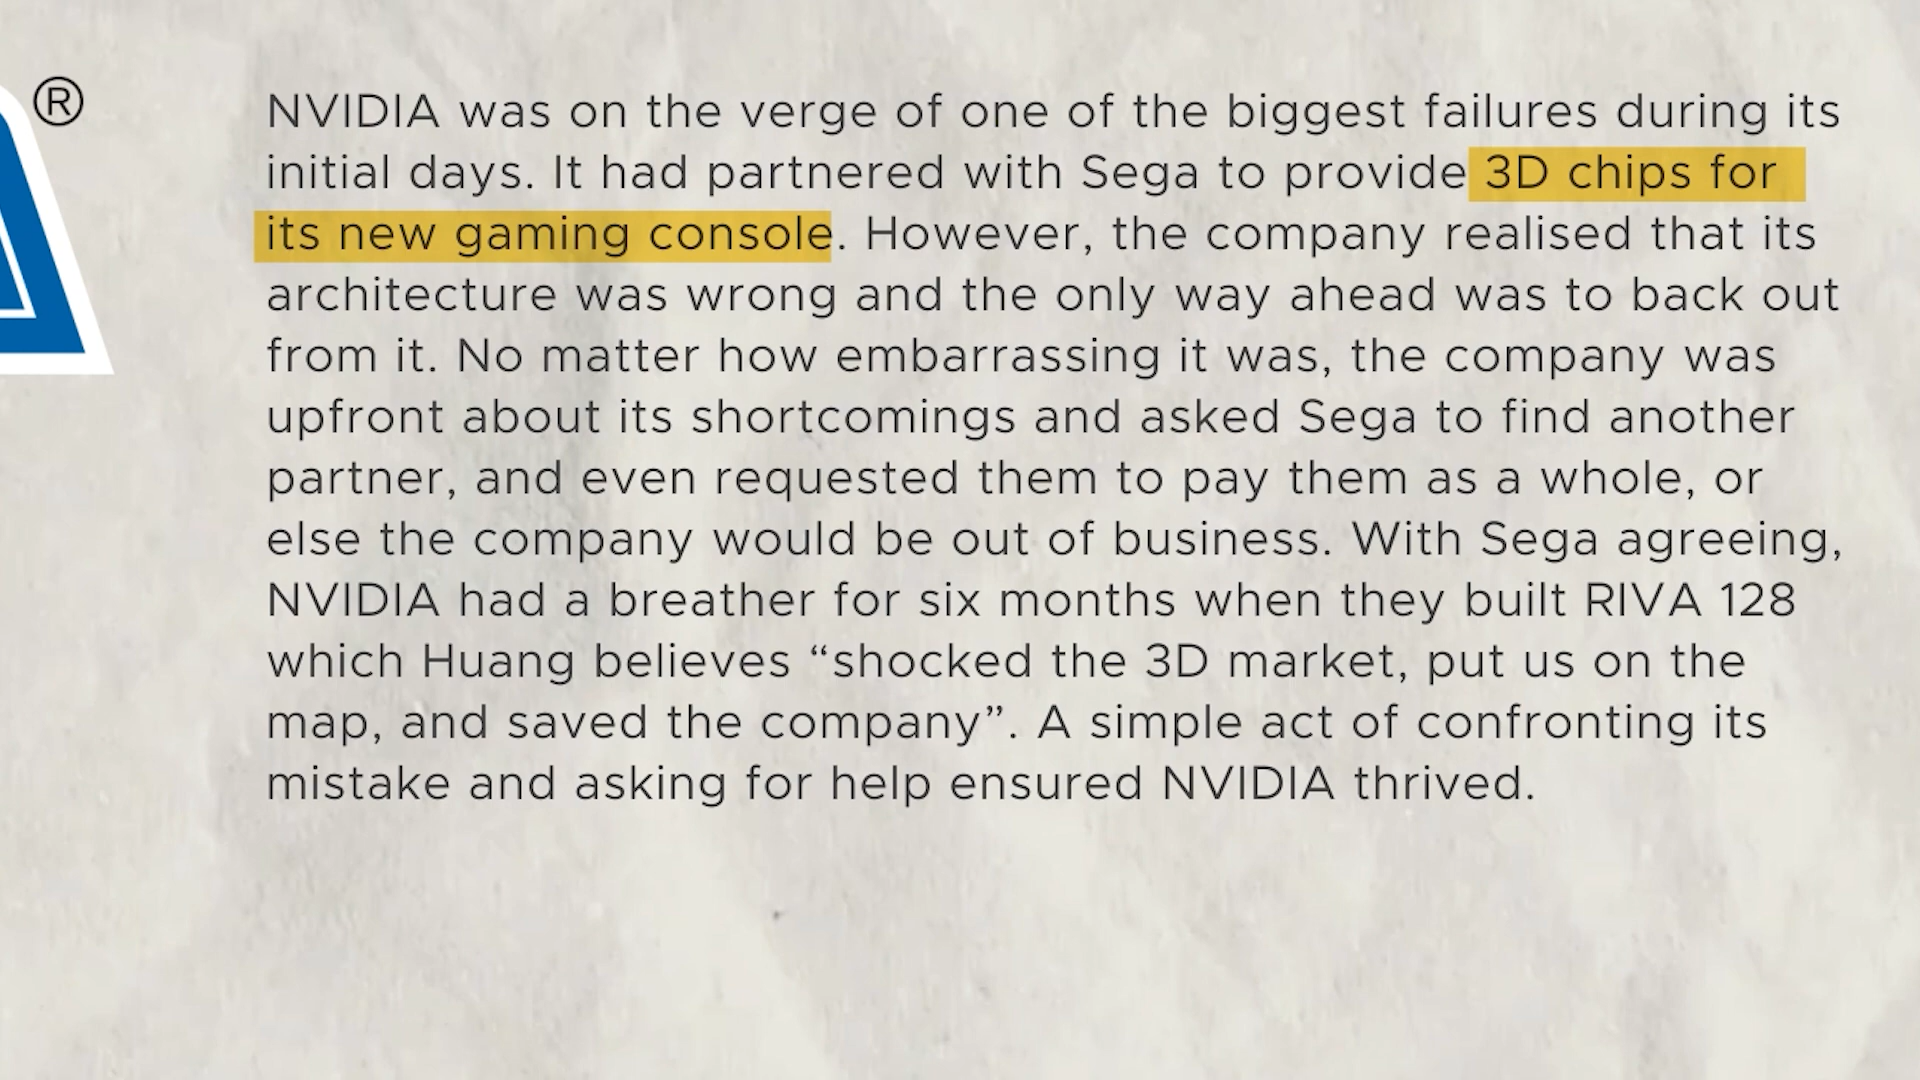 ®
NVIDIA was on the verge of one of the biggest failures during its
initial days. It had partnered with Sega to provide 3D chips for
its new gaming console. However, the company realised that its
architecture was wrong and the only way ahead was to back out
from it. No matter how embarrassing it was, the company was
upfront about its shortcomings and asked Sega to find another
partner, and even requested them to pay them as a whole, or
else the company would be out of business. With Sega agreeing,
NVIDIA had a breather for six months when they built RIVA 128
which Huang believes “shocked the 3D market, put us on the
map, and saved the company”. A simple act of confronting its
mistake and asking for help ensured NVIDIA thrived.